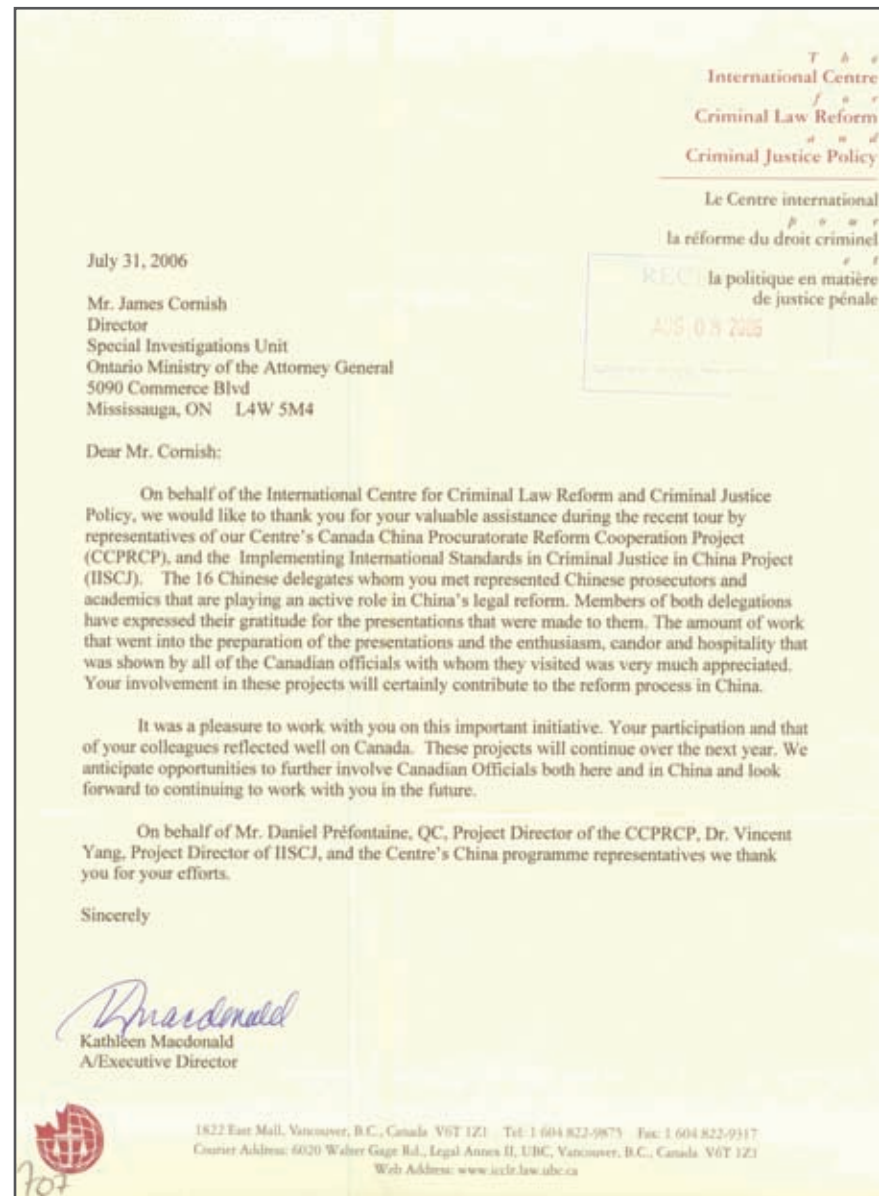 The
International Centre
for
Criminal Law Reform
and
Criminal Justice Policy
Le Centre international
pour
la réforme du droit criminel
et
la politique en matière
de justice pénale
July 31, 2006
Mr. James Cornish
Director
Special Investigations Unit
Ontario Ministry of the Attorney General
5090 Commerce Blvd
Mississauga, ON L4W 5M4
AUG 08 2006
Dear Mr. Cornish:
On behalf of the International Centre for Criminal Law Reform and Criminal Justice
Policy, we would like to thank you for your valuable assistance during the recent tour by
representatives of our Centre's Canada China Procuratorate Reform Cooperation Project
(CCPRCP), and the Implementing International Standards in Criminal Justice in China Project
(IISCJ). The 16 Chinese delegates whom you met represented Chinese prosecutors and
academics that are playing an active role in China's legal reform. Members of both delegations
have expressed their gratitude for the presentations that were made to them. The amount of work
that went into the preparation of the presentations and the enthusiasm, candor and hospitality that
was shown by all of the Canadian officials with whom they visited was very much appreciated.
Your involvement in these projects will certainly contribute to the reform process in China.
It was a pleasure to work with you on this important initiative. Your participation and that
of your colleagues reflected well on Canada. These projects will continue over the next year. We
anticipate opportunities to further involve Canadian Officials both here and in China and look
forward to continuing to work with you in the future.
On behalf of Mr. Daniel Préfontaine, QC, Project Director of the CCPRCP, Dr. Vincent
Yang, Project Director of IISCJ, and the Centre's China programme representatives we thank
you for your efforts.
Sincerely
Kathleen Macdonald
A/Executive Director
1822 East Mall, Vancouver, B.C., Canada V6T 1Z1 Tel: 1 604 822-9875 Fax: 1 604 822-9317
Courier Address: 6020 Walter Gage Rd., Legal Annex II, UBC, Vancouver, B.C., Canada V6T 1Z1
Web Address: www.icclr.law.ubc.ca
707